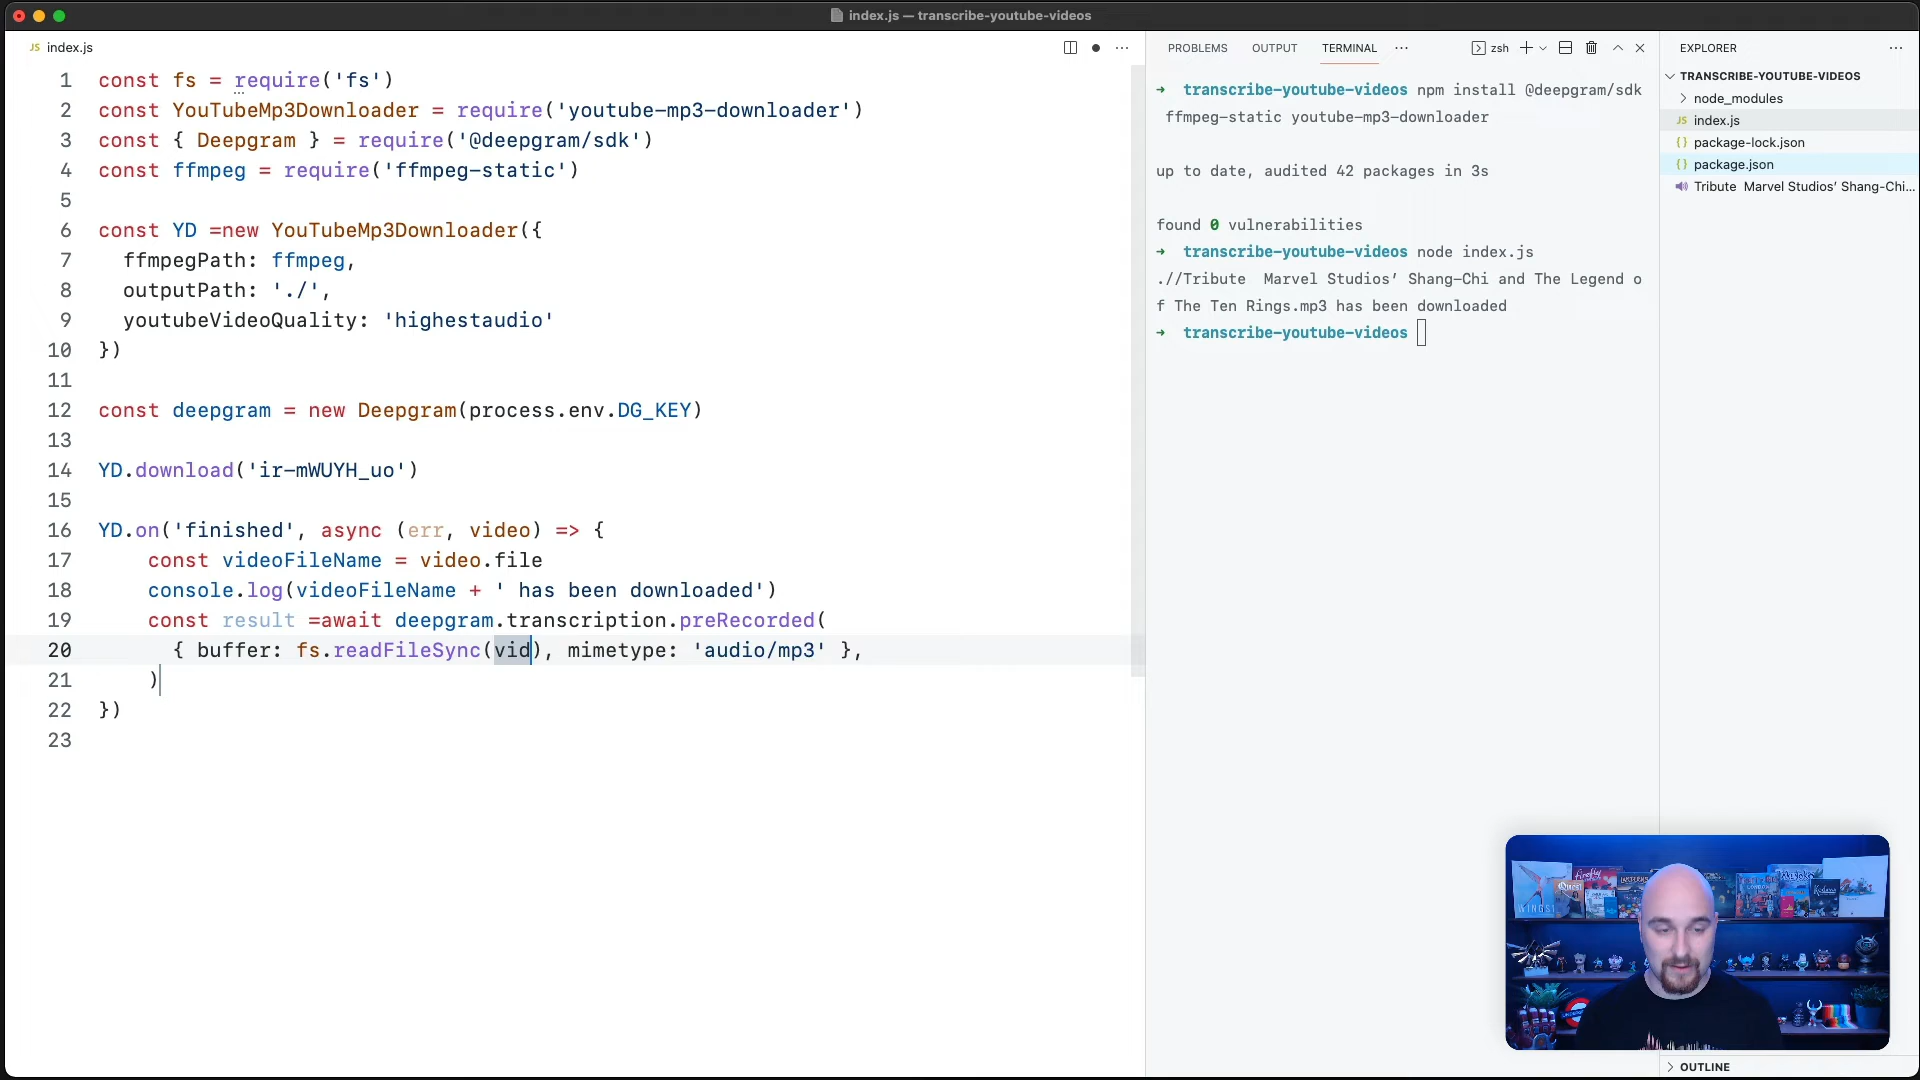 index.js — transcribe-youtube-videos
JS index.js
1 const fs = require('fs')
2 const YouTubeMp3Downloader = require('youtube-mp3-downloader')
3 const { Deepgram } = require('@deepgram/sdk')
4 const ffmpeg = require('ffmpeg-static')
5
6 const YD =new YouTubeMp3Downloader({
7 ffmpegPath: ffmpeg,
8 outputPath: './',
9 youtubeVideoQuality: 'highestaudio'
10 })
11
12 const deepgram = new Deepgram(process.env.DG_KEY)
13
14 YD.download('ir-mWUYH_uo')
15
16 YD.on('finished', async (err, video) => {
17 const videoFileName = video.file
18 console.log(videoFileName + ' has been downloaded')
19 const result =await deepgram.transcription.preRecorded(
20 { buffer: fs.readFileSync(vid), mimetype: 'audio/mp3' },
21 )
22 })
23
PROBLEMS OUTPUT TERMINAL ··· zsh
→ transcribe-youtube-videos npm install @deepgram/sdk
ffmpeg-static youtube-mp3-downloader
up to date, audited 42 packages in 3s
found 0 vulnerabilities
→ transcribe-youtube-videos node index.js
.//Tribute Marvel Studios’ Shang-Chi and The Legend o
f The Ten Rings.mp3 has been downloaded
→ transcribe-youtube-videos
EXPLORER ···
TRANSCRIBE-YOUTUBE-VIDEOS
node_modules
JS index.js
{} package-lock.json
{} package.json
Tribute Marvel Studios’ Shang-Chi...
firefly
WINGS
Quest
OUTLINE